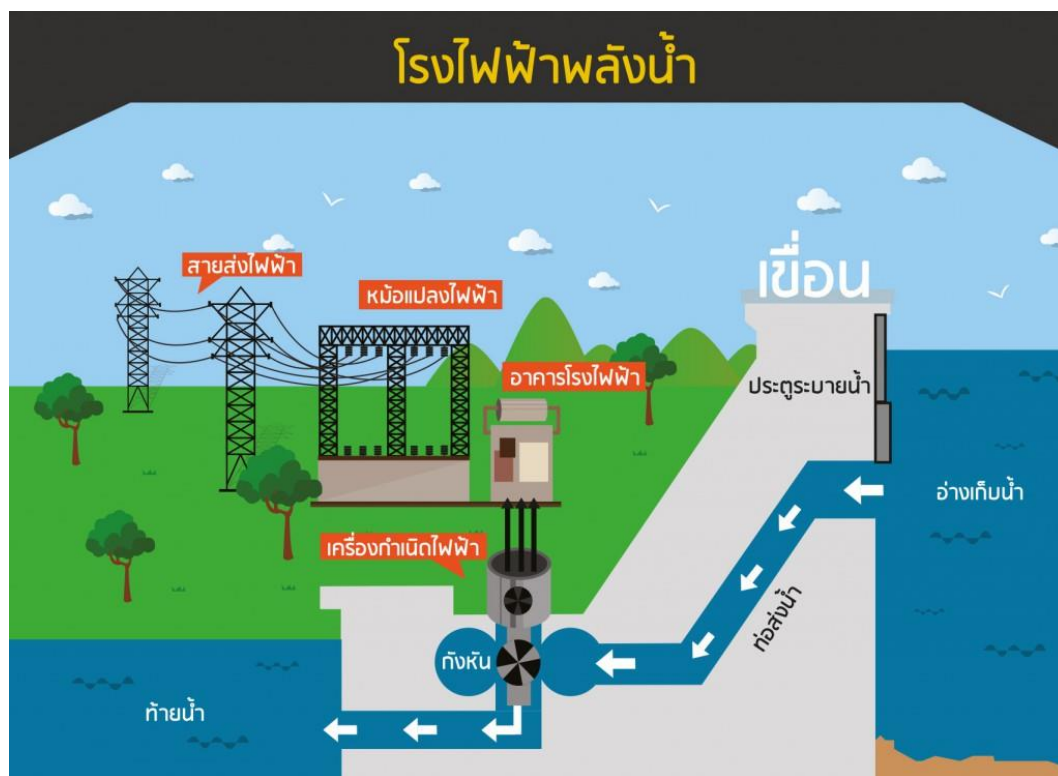 โรงไฟฟ้าพลังน้ำ
สายส่งไฟฟ้า
หม้อแปลงไฟฟ้า
เขื่อน
อาคารโรงไฟฟ้า
ประตูระบายน้ำ
อ่างเก็บน้ำ
เครื่องกำเนิดไฟฟ้า
ท่อส่งน้ำ
กังหัน
ท้ายน้ำ